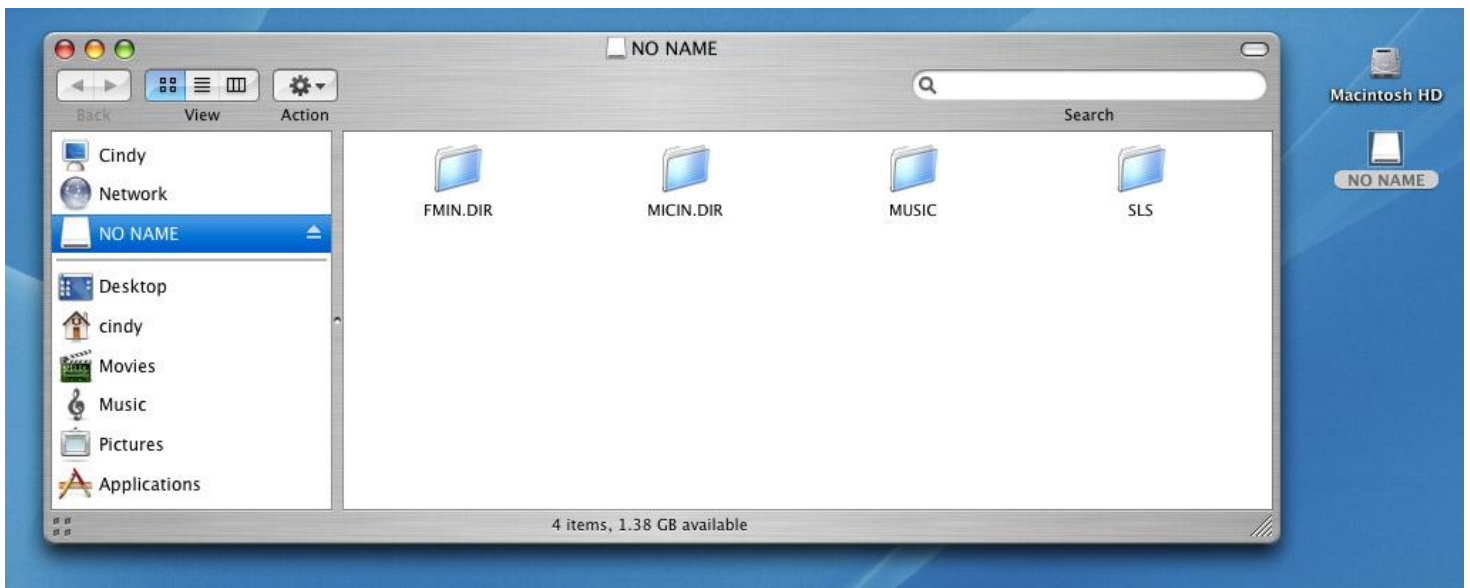 NO NAME
Back View Action Search
Cindy
Network
NO NAME
Desktop
cindy
Movies
Music
Pictures
Applications
FMIN.DIR MICIN.DIR MUSIC SLS
4 items, 1.38 GB available
Macintosh HD
NO NAME